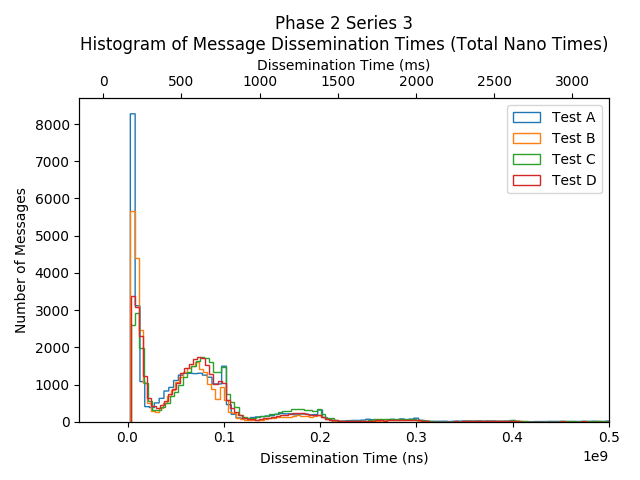 Phase 2 Series 3
Histogram of Message Dissemination Times (Total Nano Times)
Dissemination Time (ms)
0 500 1000 1500 2000 2500 3000
Test A
Test B
Test C
Test D
8000
7000
6000
5000
4000
3000
2000
1000
0
Number of Messages
0.0 0.1 0.2 0.3 0.4 0.5
Dissemination Time (ns)
1e9